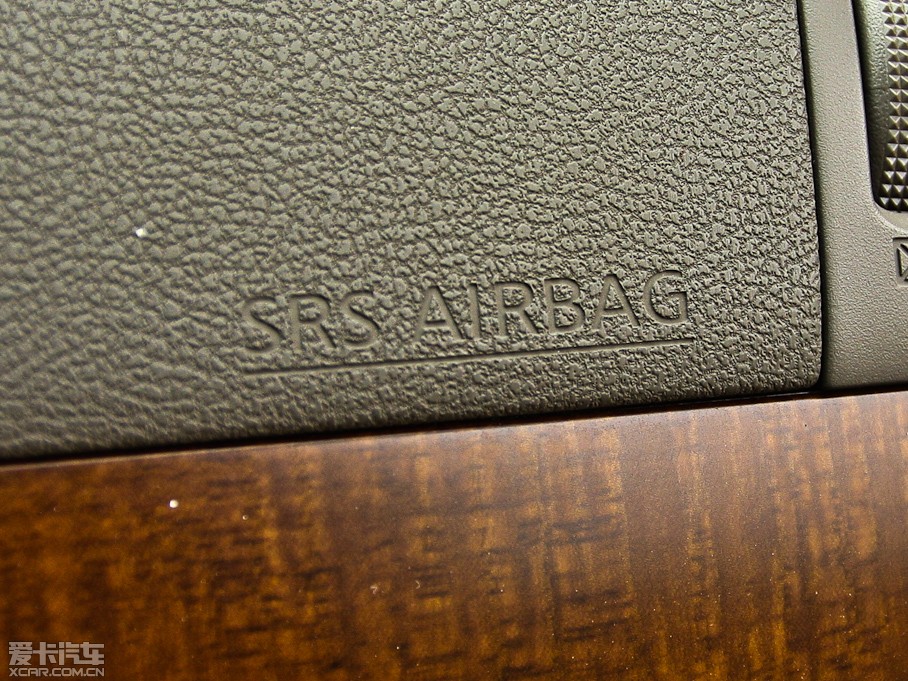 SRS AIRBAG
爱卡汽车
XCAR.COM.CN